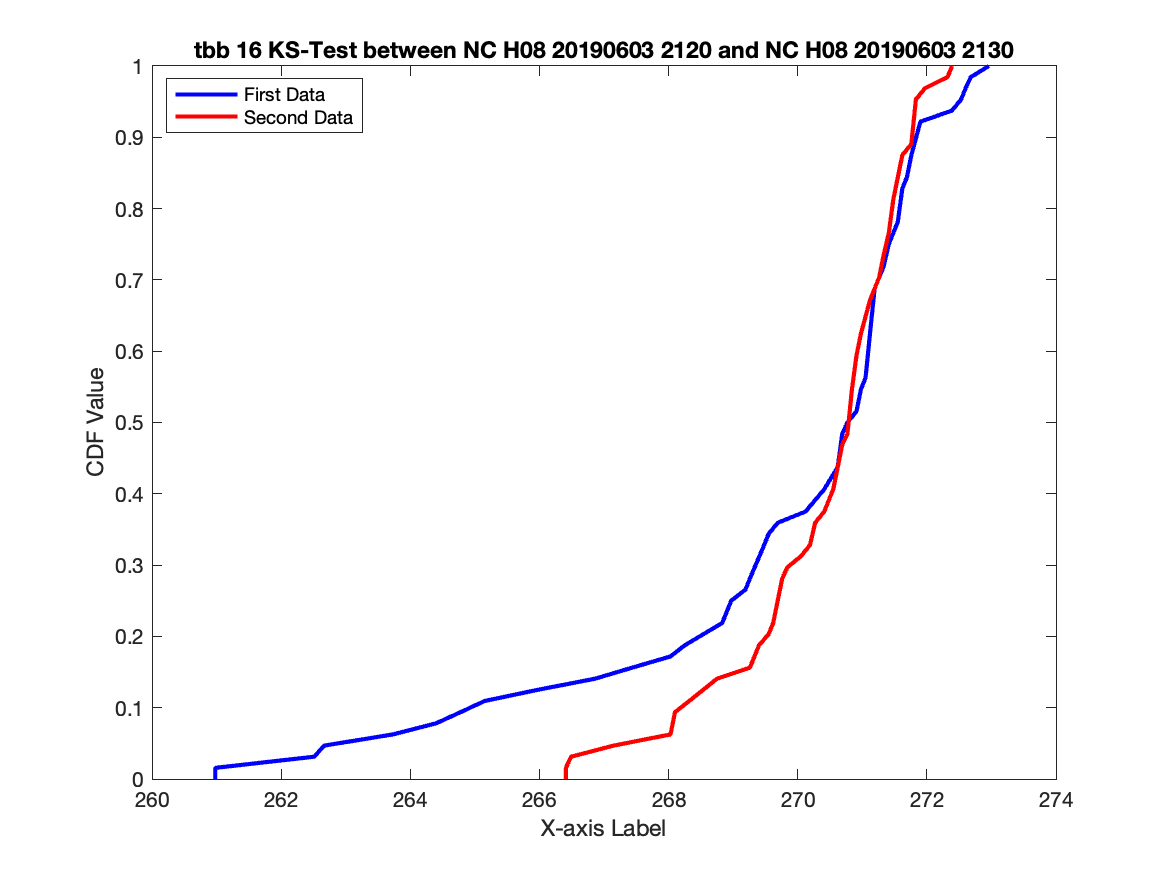 tbb 16 KS-Test between NC H08 20190603 2120 and NC H08 20190603 2130
First Data
Second Data
1
0.9
0.8
0.7
0.6
0.5
0.4
0.3
0.2
0.1
0
CDF Value
260 262 264 266 268 270 272 274
X-axis Label